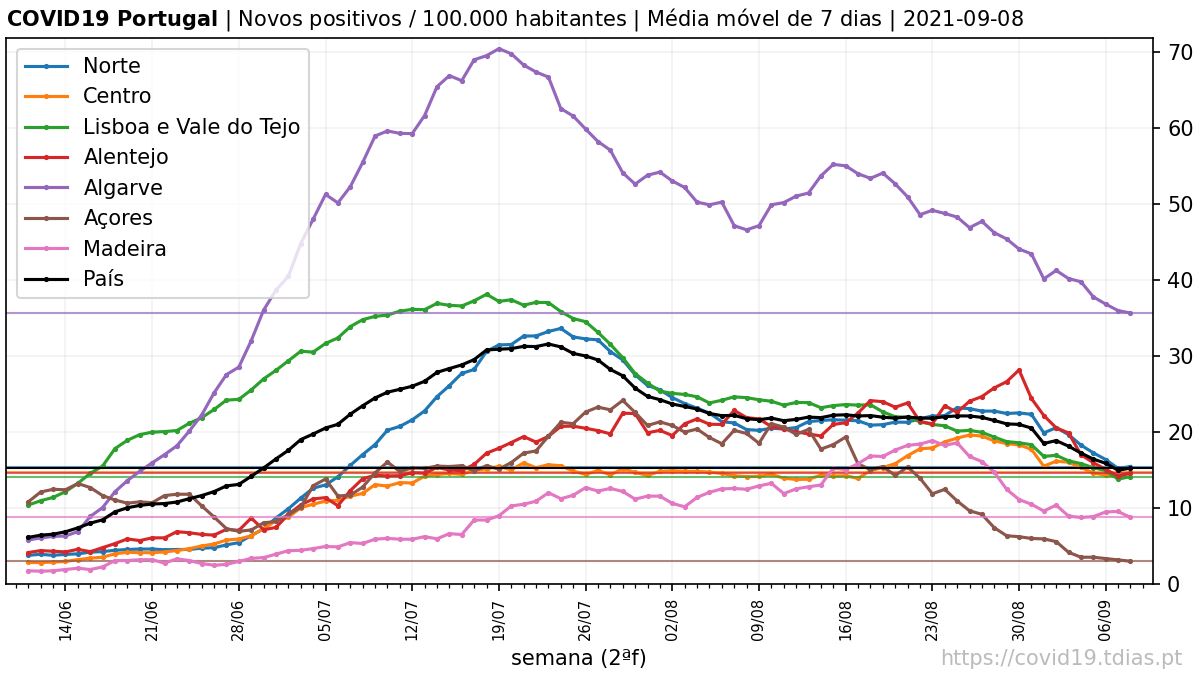 COVID19 Portugal | Novos positivos / 100.000 habitantes | Média móvel de 7 dias | 2021-09-08
Norte
Centro
Lisboa e Vale do Tejo
Alentejo
Algarve
Açores
Madeira
País
70
60
50
40
30
20
10
0
14/06
21/06
28/06
05/07
12/07
19/07
26/07
02/08
09/08
16/08
23/08
30/08
06/09
semana (2ªf)
https://covid19.tdias.pt